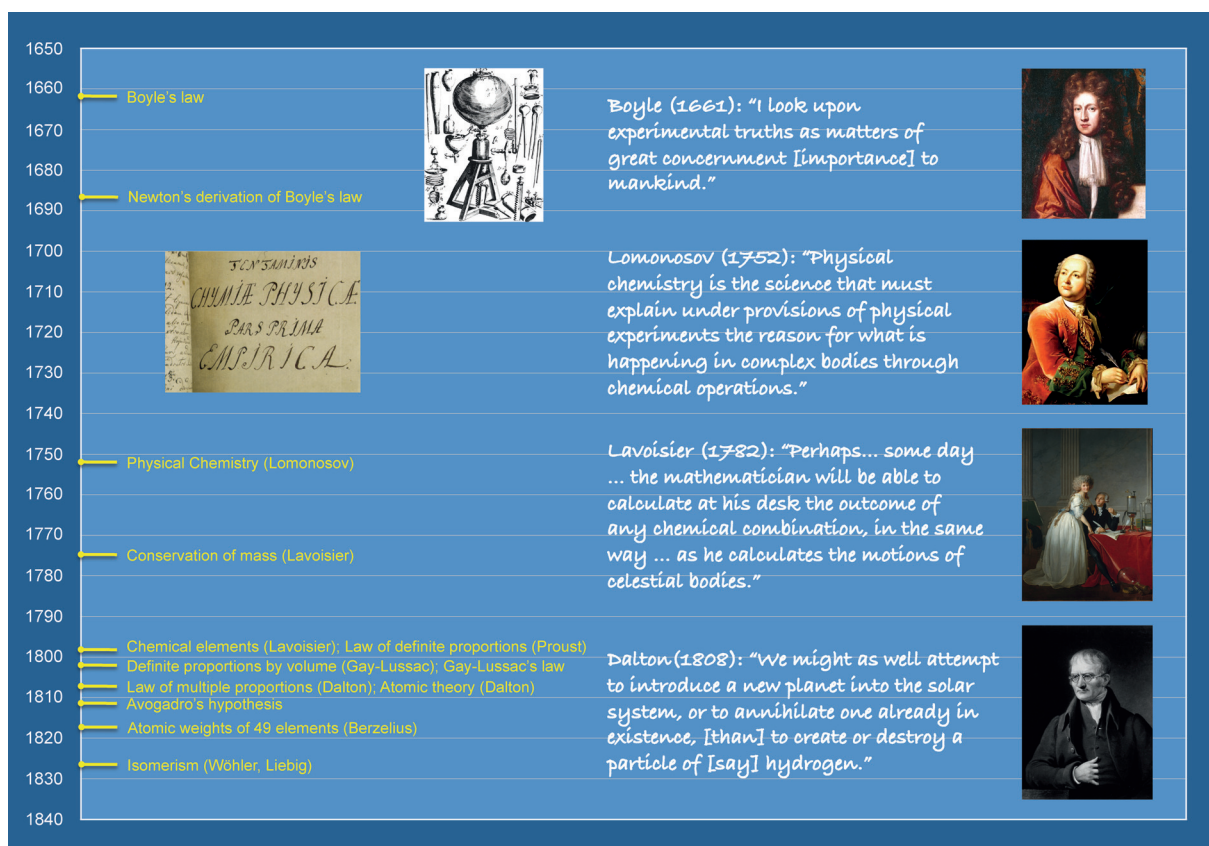 1650
1660
1670
1680
1690
1700
1710
1720
1730
1740
1750
1760
1770
1780
1790
1800
1810
1820
1830
1840
Boyle's law
Newton's derivation of Boyle's law
Physical Chemistry (Lomonosov)
Conservation of mass (Lavoisier)
Chemical elements (Lavoisier); Law of definite proportions (Proust)
Definite proportions by volume (Gay-Lussac); Gay-Lussac's law
Law of multiple proportions (Dalton); Atomic theory (Dalton)
Avogadro's hypothesis
Atomic weights of 49 elements (Berzelius)
Isomerism (Wöhler, Liebig)
TENTAMINIS
CHYMIÆ PHYSICÆ
PARS PRIMA
EMPIRICA.
Boyle (1661): "I look upon
experimental truths as matters of
great concernment [importance] to
mankind."
Lomonosov (1752): "Physical
chemistry is the science that must
explain under provisions of physical
experiments the reason for what is
happening in complex bodies through
chemical operations."
Lavoisier (1782): "Perhaps... some day
... the mathematician will be able to
calculate at his desk the outcome of
any chemical combination, in the same
way ... as he calculates the motions of
celestial bodies."
Dalton (1808): "We might as well attempt
to introduce a new planet into the solar
system, or to annihilate one already in
existence, [than] to create or destroy a
particle of [say] hydrogen."